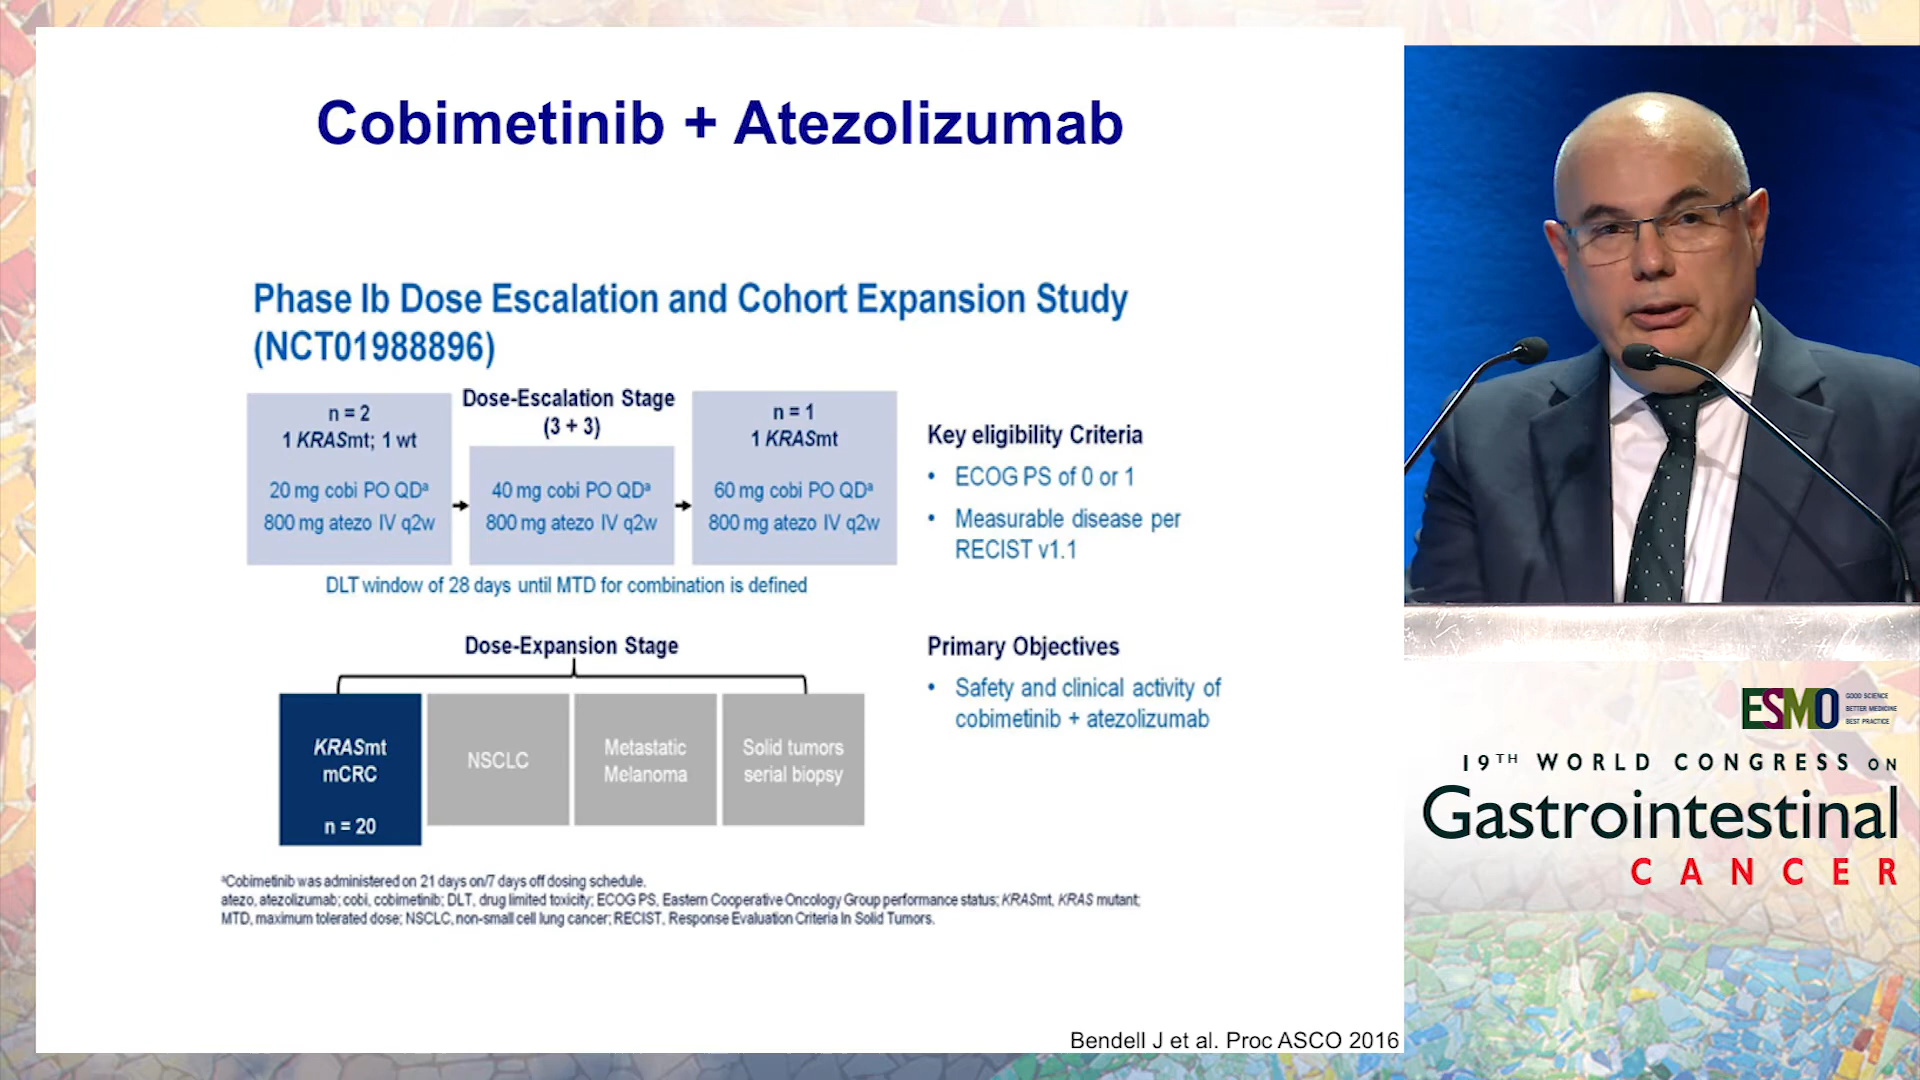 Cobimetinib + Atezolizumab
Phase Ib Dose Escalation and Cohort Expansion Study
(NCT01988896)
n = 2
1 KRASmt; 1 wt
20 mg cobi PO QDª
800 mg atezo IV q2w
Dose-Escalation Stage
(3 + 3)
40 mg cobi PO QDª
800 mg atezo IV q2w
n = 1
1 KRASmt
60 mg cobi PO QDª
800 mg atezo IV q2w
DLT window of 28 days until MTD for combination is defined
Key eligibility Criteria
• ECOG PS of 0 or 1
• Measurable disease per
RECIST v1.1
Dose-Expansion Stage
KRASmt
mCRC
n = 20
NSCLC
Metastatic
Melanoma
Solid tumors
serial biopsy
Primary Objectives
• Safety and clinical activity of
cobimetinib + atezolizumab
ªCobimetinib was administered on 21 days on/7 days off dosing schedule.
atezo, atezolizumab; cobi, cobimetinib; DLT, drug limited toxicity; ECOG PS, Eastern Cooperative Oncology Group performance status; KRASmt, KRAS mutant;
MTD, maximum tolerated dose; NSCLC, non-small cell lung cancer; RECIST, Response Evaluation Criteria In Solid Tumors.
Bendell J et al. Proc ASCO 2016
ESMO
GOOD SCIENCE
BETTER MEDICINE
BEST PRACTICE
19TH WORLD CONGRESS ON
Gastrointestinal
CANCER